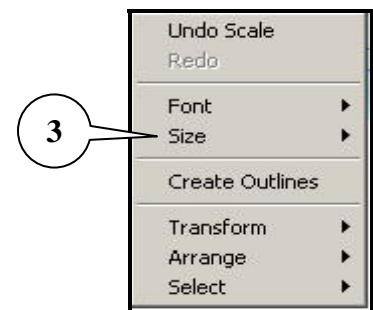 Undo Scale
Redo
Font
3
Size
Create Outlines
Transform
Arrange
Select